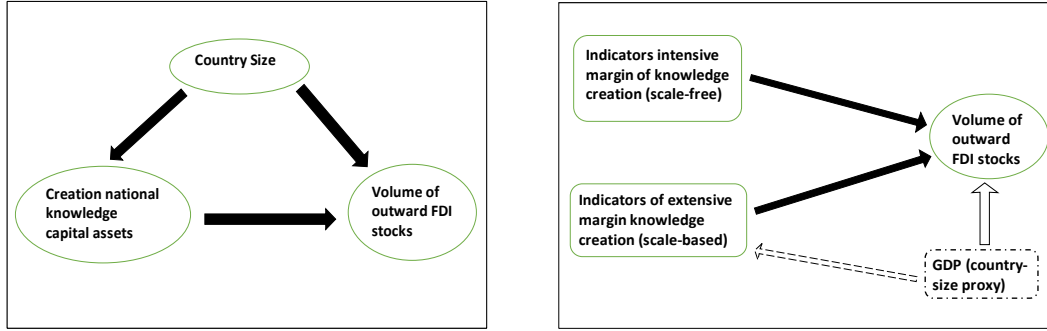 Country Size
Creation national
knowledge
capital assets
Volume of
outward FDI
stocks
Indicators intensive
margin of knowledge
creation (scale-free)
Volume of
outward
FDI stocks
Indicators of extensive
margin knowledge
creation (scale-based)
GDP (country-
size proxy)